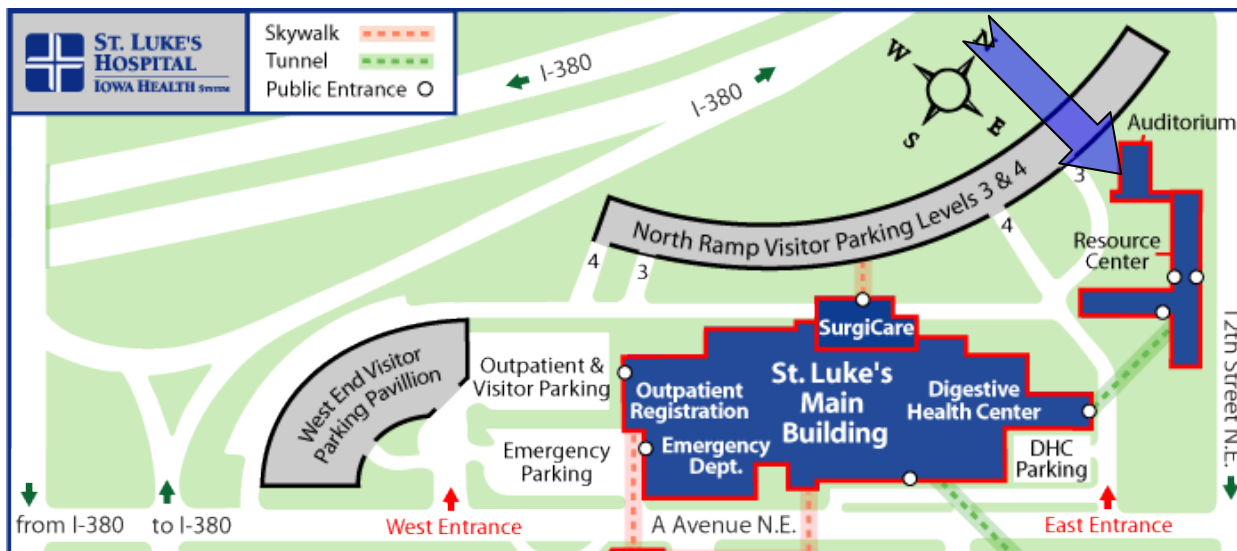 ST. LUKE'S
HOSPITAL
IOWA HEALTH SYSTEM
Skywalk
Tunnel
Public Entrance
I-380
I-380
W
N
S
E
Auditorium
3
North Ramp Visitor Parking Levels 3 & 4
4
4
3
Resource
Center
SurgiCare
12th Street N.E.
West End Visitor
Parking Pavillion
Outpatient &
Visitor Parking
Outpatient
Registration
St. Luke's
Main
Building
Digestive
Health Center
Emergency
Parking
Emergency
Dept.
DHC
Parking
from I-380
to I-380
West Entrance
A Avenue N.E.
East Entrance